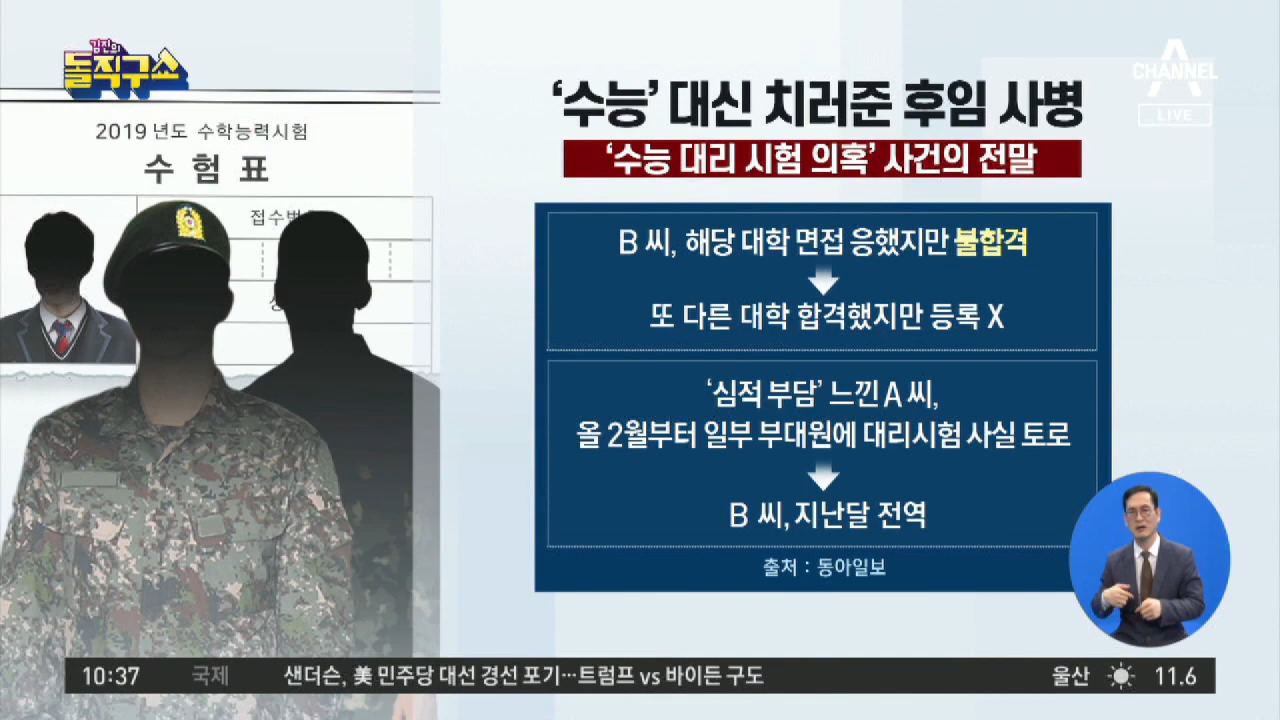 김진의
돌직구쇼
CHANNEL A
LIVE
2019년도 수학능력시험
수 험 표
‘수능’ 대신 치러준 후임 사병
‘수능 대리 시험 의혹’ 사건의 전말
B 씨, 해당 대학 면접 응했지만 불합격
또 다른 대학 합격했지만 등록 X
‘심적 부담’ 느낀 A 씨,
올 2월부터 일부 부대원에 대리시험 사실 토로
B 씨, 지난달 전역
출처 : 동아일보
10:37 국제 샌더슨, 美 민주당 대선 경선 포기…트럼프 vs 바이든 구도 울산 11.6